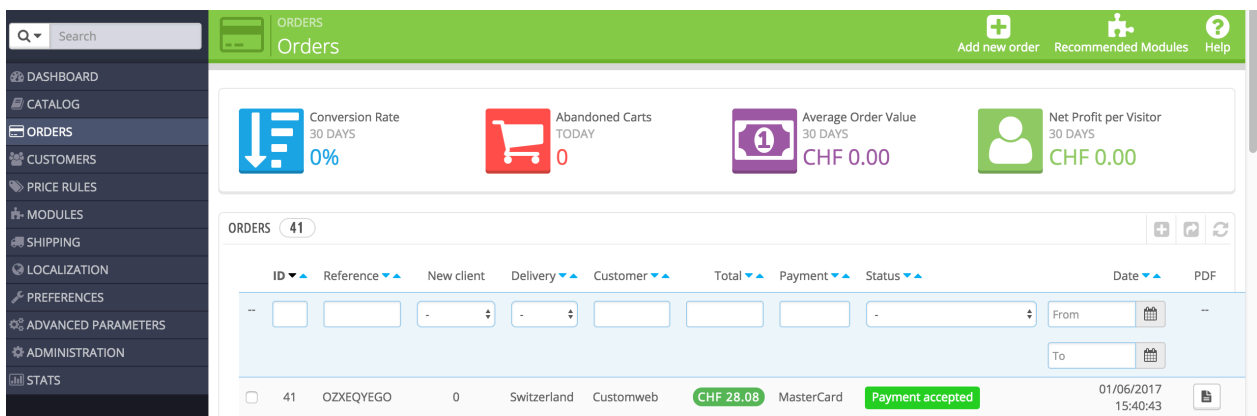 Search
DASHBOARD
CATALOG
ORDERS
CUSTOMERS
PRICE RULES
MODULES
SHIPPING
LOCALIZATION
PREFERENCES
ADVANCED PARAMETERS
ADMINISTRATION
STATS
ORDERS
Orders
Add new order Recommended Modules Help
Conversion Rate
30 DAYS
0%
Abandoned Carts
TODAY
0
1
Average Order Value
30 DAYS
CHF 0.00
Net Profit per Visitor
30 DAYS
CHF 0.00
ORDERS 41
ID Reference New client Delivery Customer Total Payment Status Date PDF
-- - - - From --
To
41 OZXEQYEGO 0 Switzerland Customweb CHF 28.08 MasterCard Payment accepted 01/06/2017
15:40:43